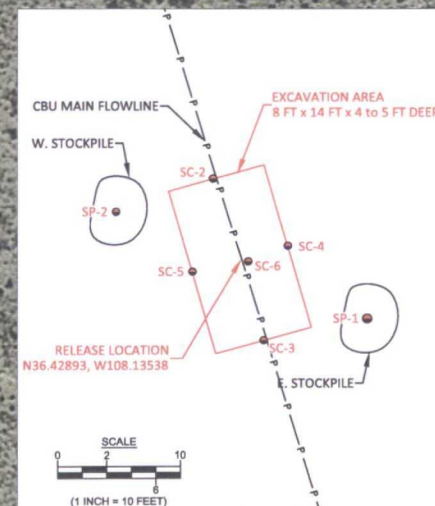 CBU MAIN FLOWLINE
EXCAVATION AREA
8 FT x 14 FT x 4 to 5 FT DEEP
W. STOCKPILE
SC-2
SP-2
SC-4
SC-5
SC-6
SP-1
SC-3
RELEASE LOCATION
N36.42893, W108.13538
E. STOCKPILE
SCALE
0 2 10
6
(1 INCH = 10 FEET)
P
P
P
P
P
P
P
P
P
P
P
P